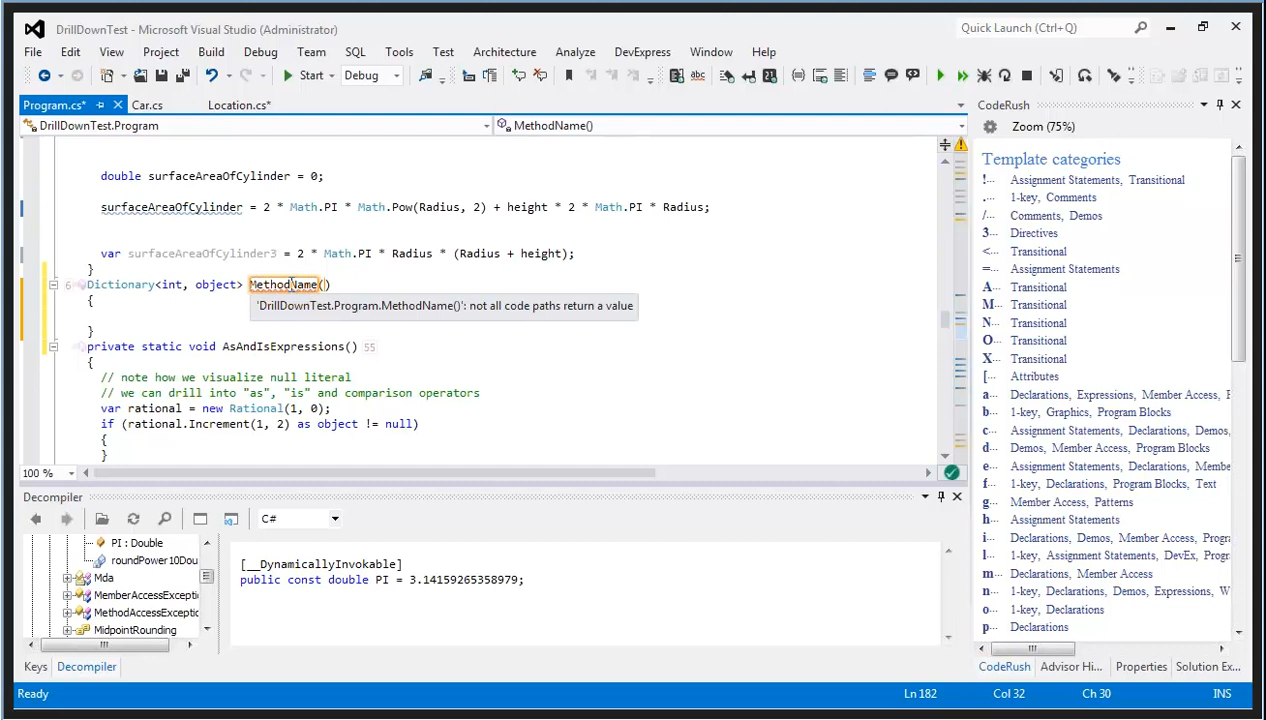 DrillDownTest - Microsoft Visual Studio (Administrator)
Quick Launch (Ctrl+Q)
File Edit View Project Build Debug Team SQL Tools Test Architecture Analyze DevExpress Window Help
Start Debug
Program.cs* Car.cs Location.cs*
DrillDownTest.Program MethodName()
double surfaceAreaOfCylinder = 0;
surfaceAreaOfCylinder = 2 * Math.PI * Math.Pow(Radius, 2) + height * 2 * Math.PI * Radius;
var surfaceAreaOfCylinder3 = 2 * Math.PI * Radius * (Radius + height);
}
6 Dictionary<int, object> MethodName()
{
'DrillDownTest.Program.MethodName()': not all code paths return a value
}
private static void AsAndIsExpressions() 55
{
// note how we visualize null literal
// we can drill into "as", "is" and comparison operators
var rational = new Rational(1, 0);
if (rational.Increment(1, 2) as object != null)
{
}
100 %
CodeRush
Zoom (75%)
Template categories
!... Assignment Statements, Transitional
,... 1-key, Comments
/... Comments, Demos
3... Directives
<... Transitional
=... Assignment Statements
A... Transitional
M... Transitional
N... Transitional
O... Transitional
X... Transitional
[... Attributes
a... Declarations, Expressions, Member Access,
b... 1-key, Graphics, Program Blocks
c... Assignment Statements, Declarations, Demos,
d... Demos, Member Access, Program Blocks
e... Assignment Statements, Declarations, Membe
f... 1-key, Declarations, Program Blocks, Text
g... Member Access, Patterns
h... Assignment Statements
i... Declarations, Demos, Member Access, Progra
l... 1-key, Assignment Statements, DevEx, Progr
m... Declarations, Member Access
n... 1-key, Declarations, Demos, Expressions, W
o... 1-key, Declarations
p... Declarations
CodeRush Advisor Hi... Properties Solution Ex...
Decompiler
C#
PI : Double
roundPower10Dou
Mda
MemberAccessExcepti
MethodAccessExceptic
MidpointRounding
[__DynamicallyInvokable]
public const double PI = 3.14159265358979;
Keys Decompiler
Ready Ln 182 Col 32 Ch 30 INS